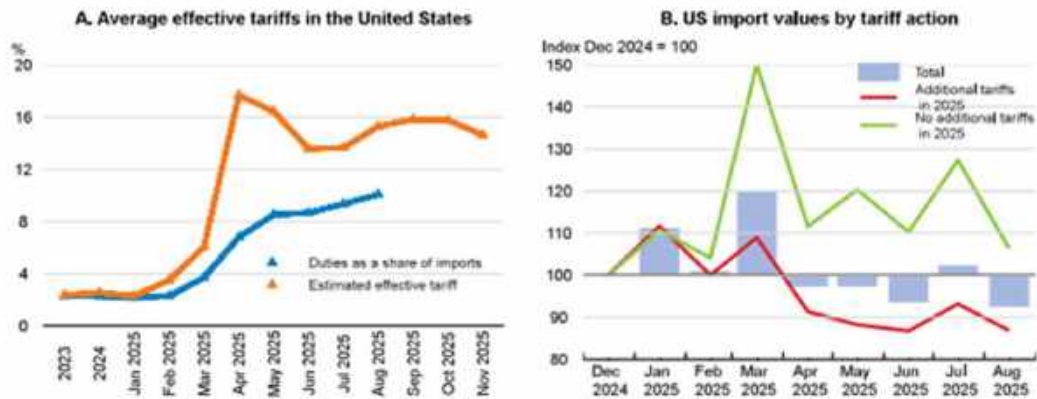 A. Average effective tariffs in the United States
%
20
16
12
8
4
0
Duties as a share of imports
Estimated effective tariff
2023
2024
Jan 2025
Feb 2025
Mar 2025
Apr 2025
May 2025
Jun 2025
Jul 2025
Aug 2025
Sep 2025
Oct 2025
Nov 2025
B. US import values by tariff action
Index Dec 2024 = 100
150
140
130
120
110
100
90
80
Total
Additional tariffs
in 2025
No additional tariffs
in 2025
Dec Jan Feb Mar Apr May Jun Jul Aug
2024 2025 2025 2025 2025 2025 2025 2025 2025